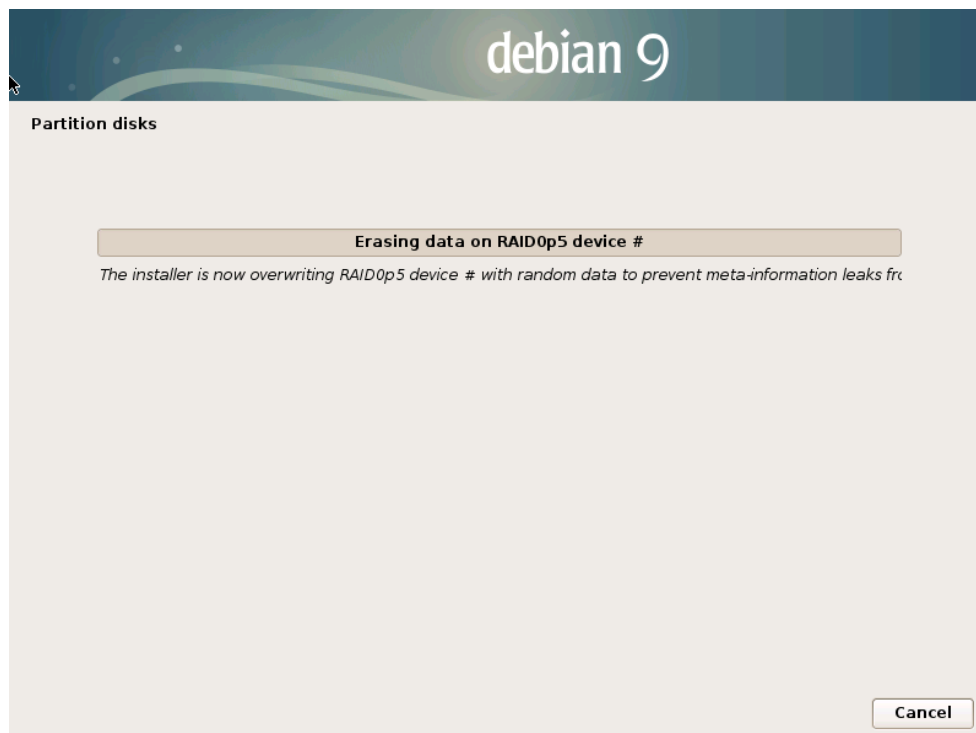 debian 9
Partition disks
Erasing data on RAID0p5 device #
The installer is now overwriting RAID0p5 device # with random data to prevent meta-information leaks
Cancel